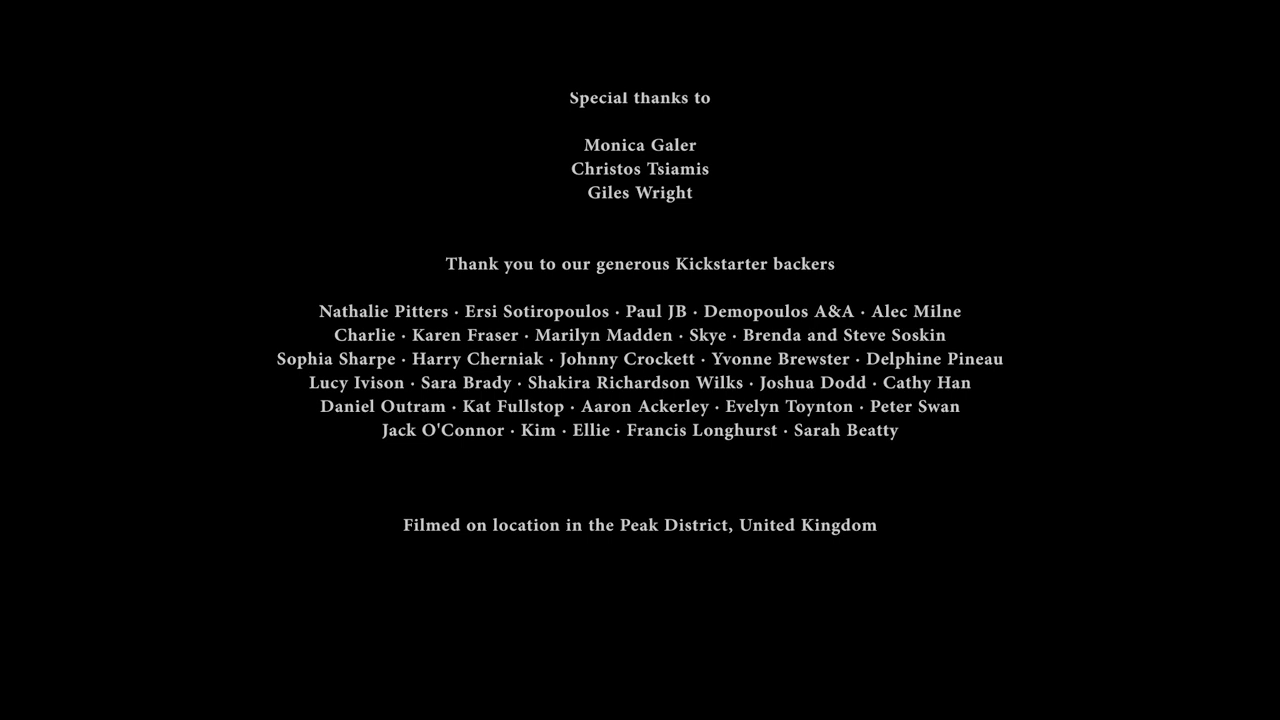 Special thanks to
Monica Galer
Christos Tsiamis
Giles Wright
Thank you to our generous Kickstarter backers
Nathalie Pitters · Ersi Sotiropoulos · Paul JB · Demopoulos A&A · Alec Milne
Charlie · Karen Fraser · Marilyn Madden · Skye · Brenda and Steve Soskin
Sophia Sharpe · Harry Cherniak · Johnny Crockett · Yvonne Brewster · Delphine Pineau
Lucy Ivison · Sara Brady · Shakira Richardson Wilks · Joshua Dodd · Cathy Han
Daniel Outram · Kat Fullstop · Aaron Ackerley · Evelyn Toynton · Peter Swan
Jack O'Connor · Kim · Ellie · Francis Longhurst · Sarah Beatty
Filmed on location in the Peak District, United Kingdom